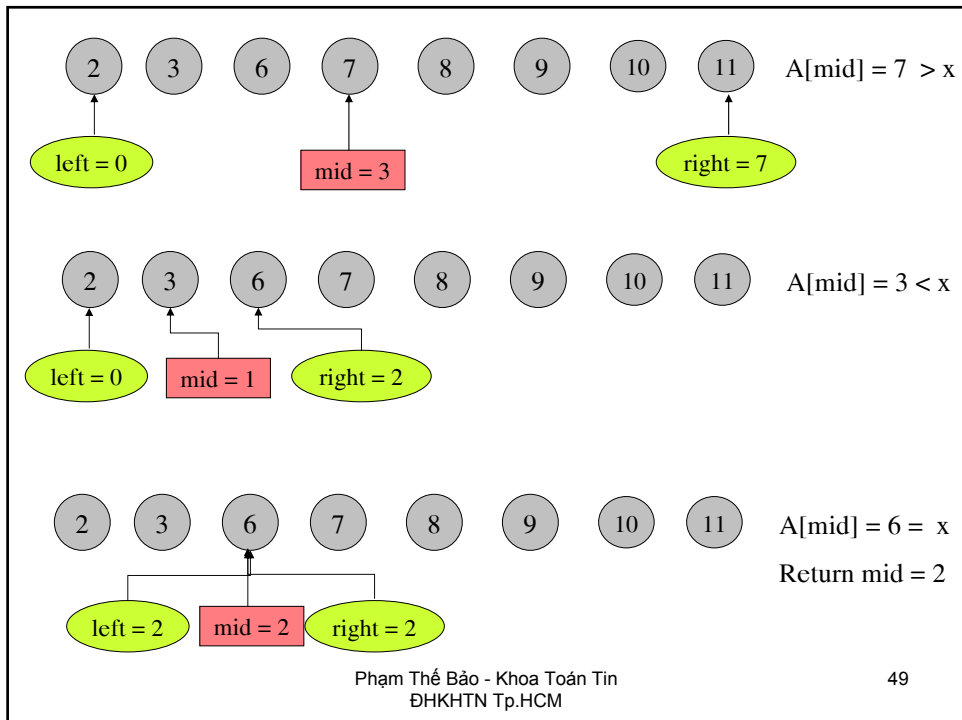 2 3 6 7 8 9 10 11 A[mid] = 7 > x
left = 0 mid = 3 right = 7
2 3 6 7 8 9 10 11 A[mid] = 3 < x
left = 0 mid = 1 right = 2
2 3 6 7 8 9 10 11 A[mid] = 6 = x
Return mid = 2
left = 2 mid = 2 right = 2
Phạm Thế Bảo - Khoa Toán Tin 49
ĐHKHTN Tp.HCM